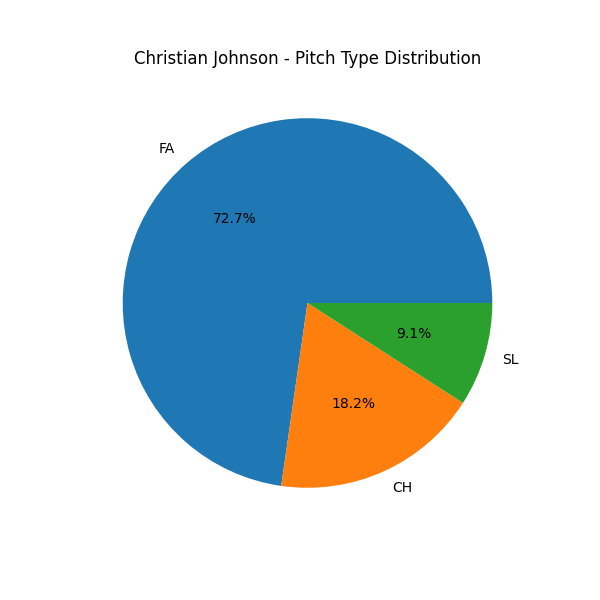 Christian Johnson - Pitch Type Distribution
FA
72.7%
9.1%
SL
18.2%
CH